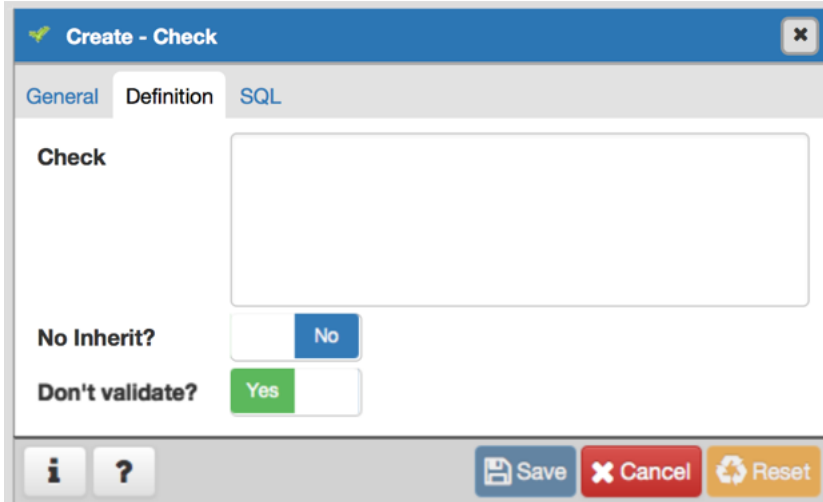 Create - Check
General Definition SQL
Check
No Inherit? No
Don't validate? Yes
i ? Save Cancel Reset